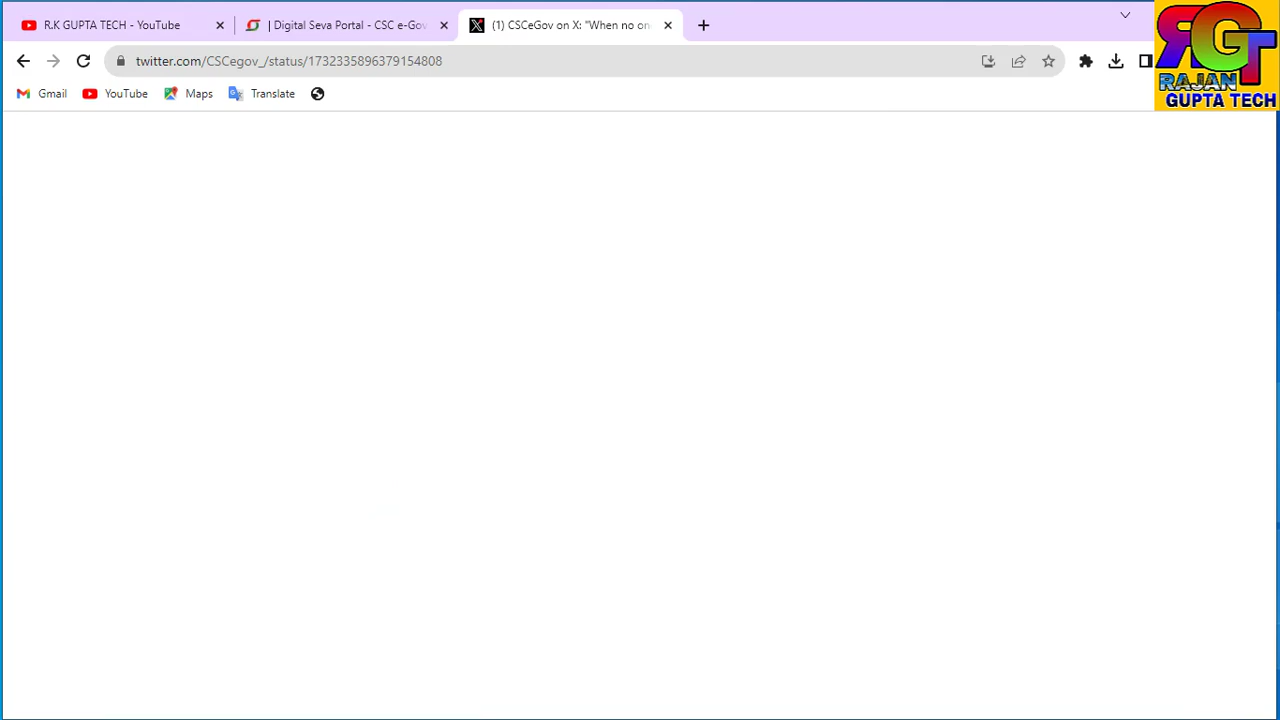 R.K GUPTA TECH - YouTube
| Digital Seva Portal - CSC e-Gov
(1) CSCeGov on X: "When no on
twitter.com/CSCegov_/status/1732335896379154808
Gmail
YouTube
Maps
Translate
RGT
RAJAN
GUPTA TECH